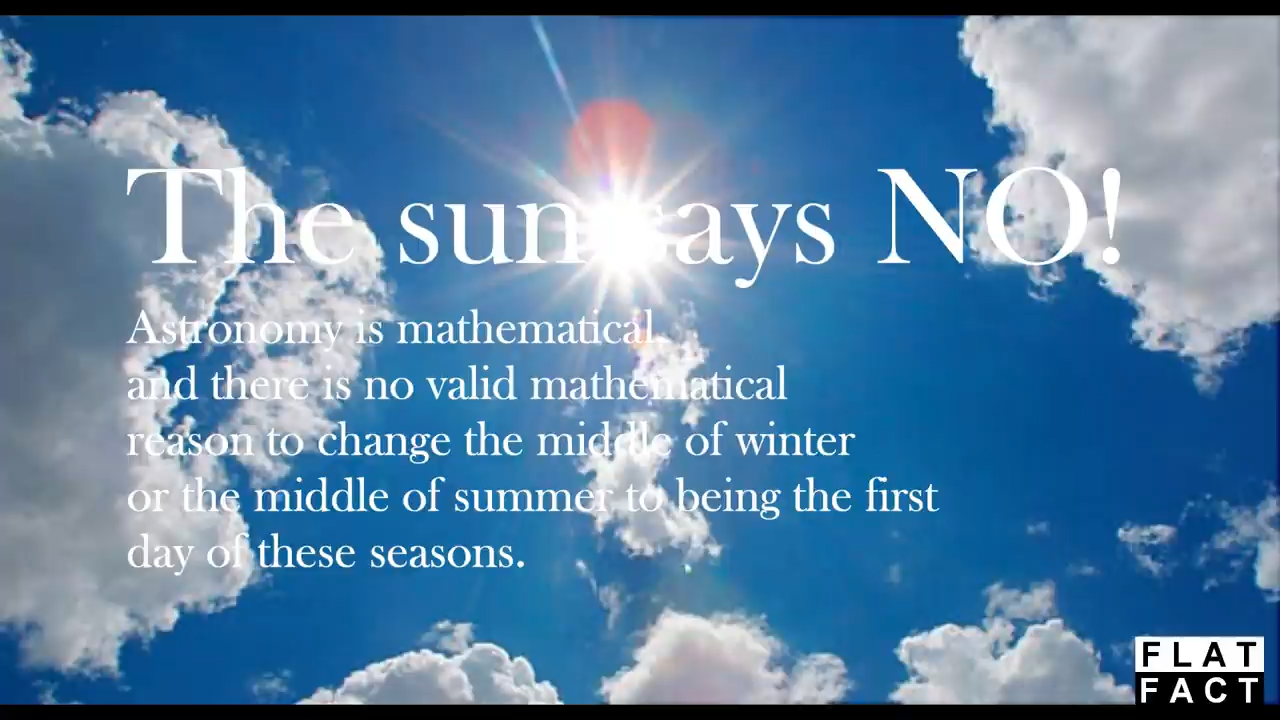 The sun says NO!
Astronomy is mathematical,
and there is no valid mathematical
reason to change the middle of winter
or the middle of summer to being the first
day of these seasons.
FLAT
FACT